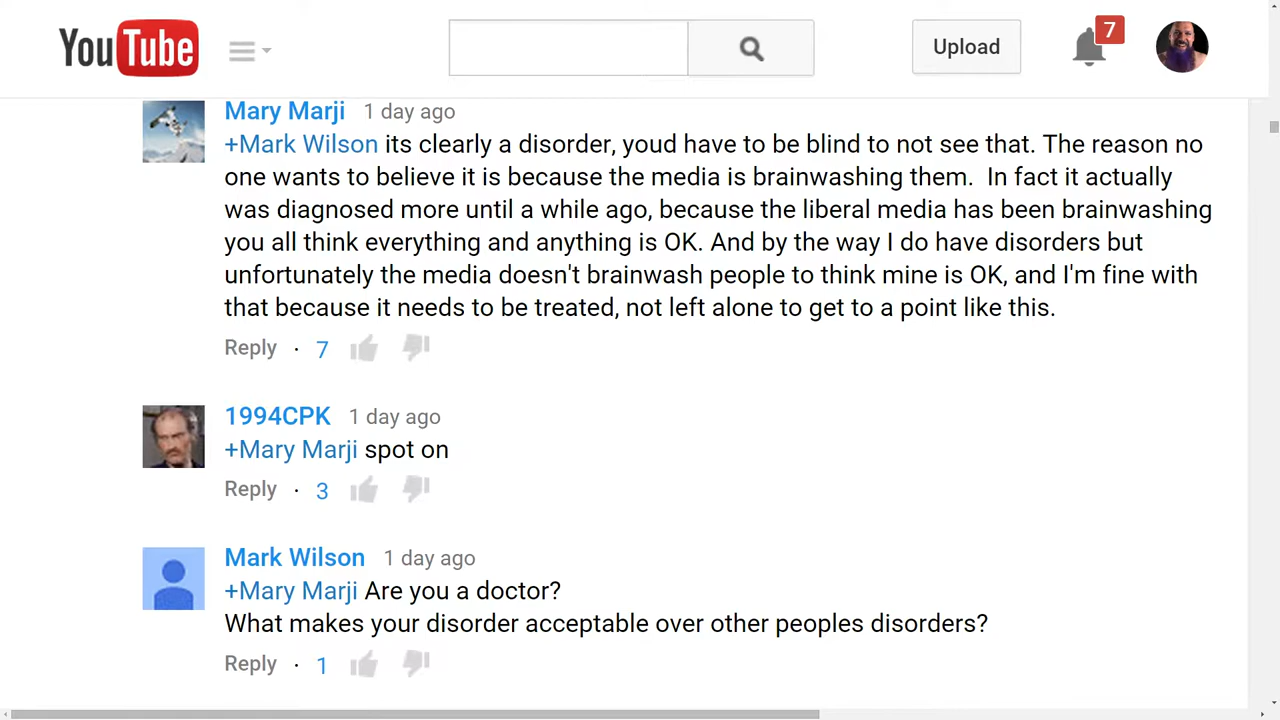 YouTube
Upload
7
Mary Marji 1 day ago
+Mark Wilson its clearly a disorder, youd have to be blind to not see that. The reason no
one wants to believe it is because the media is brainwashing them.  In fact it actually
was diagnosed more until a while ago, because the liberal media has been brainwashing
you all think everything and anything is OK. And by the way I do have disorders but
unfortunately the media doesn't brainwash people to think mine is OK, and I'm fine with
that because it needs to be treated, not left alone to get to a point like this.
Reply · 7
1994CPK 1 day ago
+Mary Marji spot on
Reply · 3
Mark Wilson 1 day ago
+Mary Marji Are you a doctor?
What makes your disorder acceptable over other peoples disorders?
Reply · 1